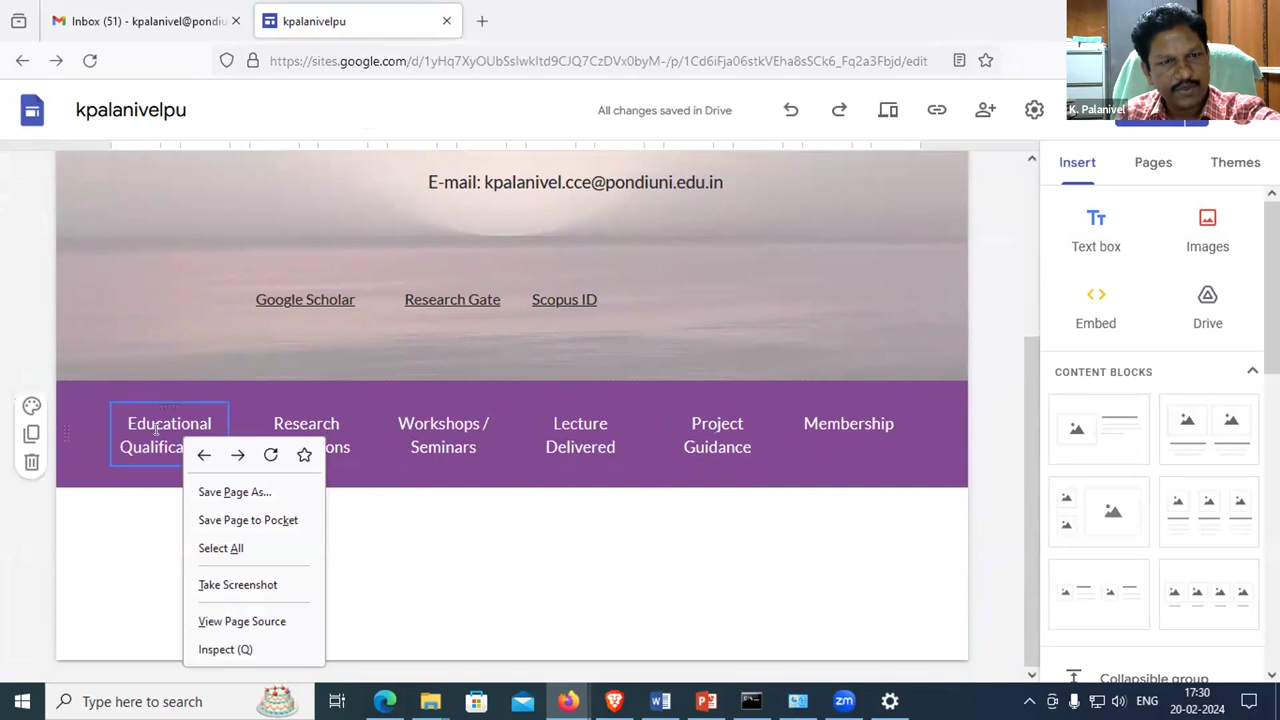 Inbox (51) - kpalanivel@pondiu
kpalanivelpu
https://sites.google.com/d/1yHq7XyOU0SslwkItd9CJQ7CzDVx0byM-/p/1Cd6iFja06stkVEha8sSCk6_Fq2a3Fbjd/edit
kpalanivelpu
All changes saved in Drive
K. Palanivel
E-mail: kpalanivel.cce@pondiuni.edu.in
Google Scholar
Research Gate
Scopus ID
Educational
Qualifica
Research
ons
Workshops /
Seminars
Lecture
Delivered
Project
Guidance
Membership
Save Page As...
Save Page to Pocket
Select All
Take Screenshot
View Page Source
Inspect (Q)
Insert
Pages
Themes
Tт
Text box
Images
Embed
Drive
CONTENT BLOCKS
Collapsible group
Type here to search
ENG
17:30
20-02-2024